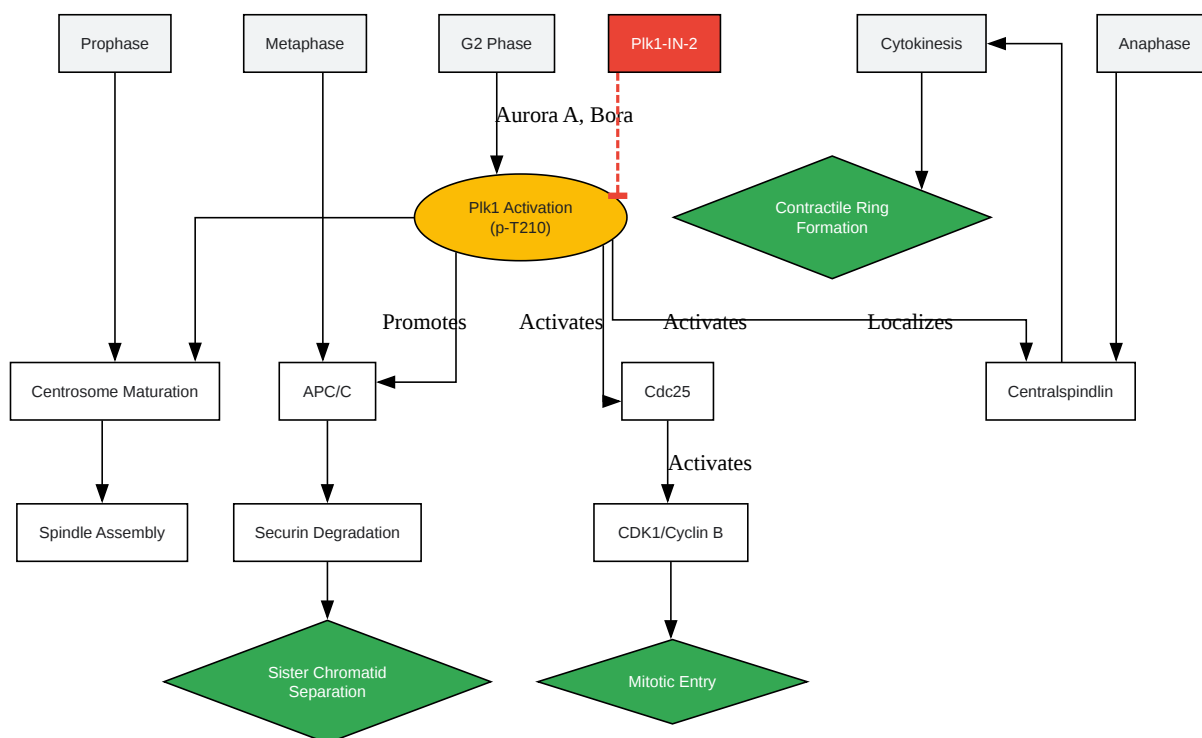 Prophase
Metaphase
G2 Phase
Plk1-IN-2
Cytokinesis
Anaphase
Aurora A, Bora
Plk1 Activation
(p-T210)
Contractile Ring
Formation
Promotes
Activates
Activates
Localizes
Centrosome Maturation
APC/C
Cdc25
Centralspindlin
Activates
Spindle Assembly
Securin Degradation
CDK1/Cyclin B
Sister Chromatid
Separation
Mitotic Entry